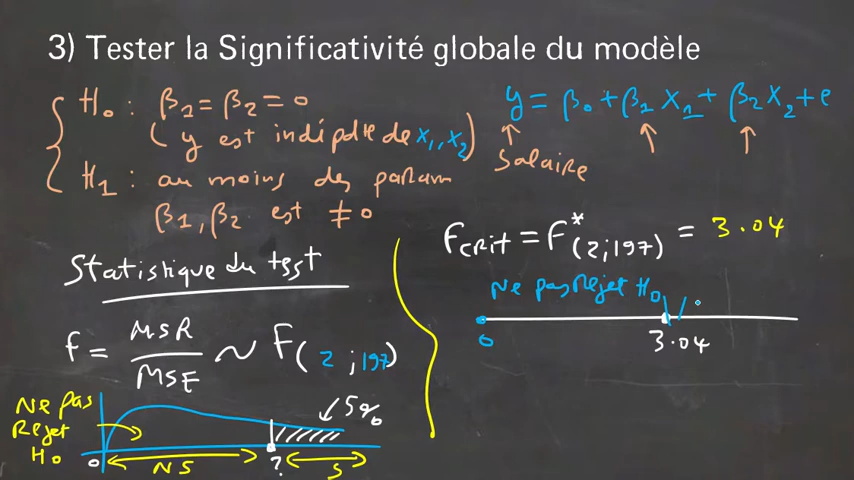 3) Tester la Significativité globale du modèle
H0 : β1 = β2 = 0
( y est indépdte de x1, x2)
H1 : au moins des param
β1, β2 est ≠ 0
y = β0 + β1 X1 + β2 X2 + e
Salaire
Statistique du test
f = MSR / MSE ~ F(2 ; 197)
Ne pas
Rejet
H0
0
NS
?
S
5%
FCRIT = F*(2; 197) = 3.04
Ne pas Rejet H0
0
3.04